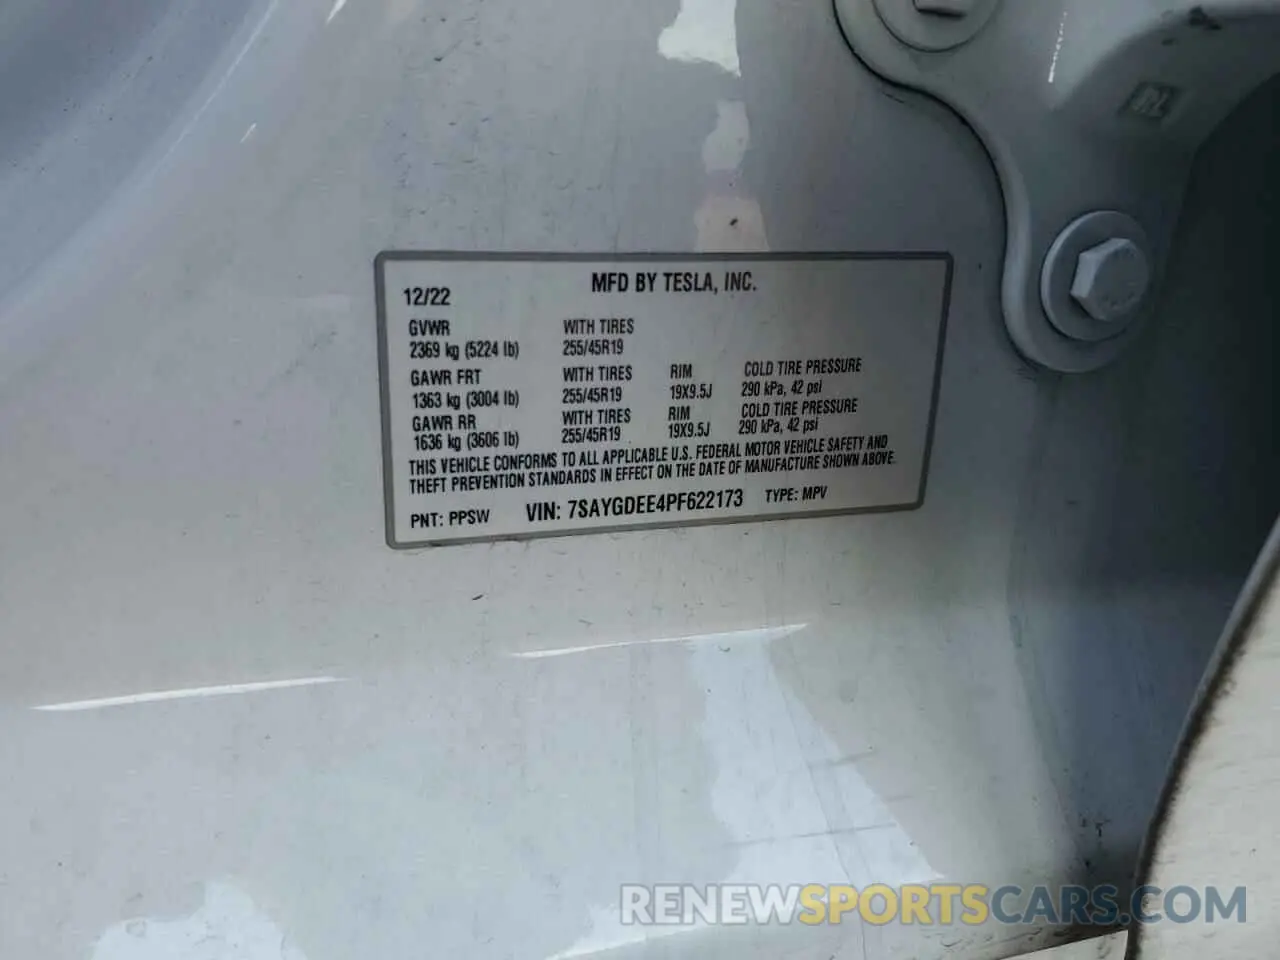 MFD BY TESLA, INC.
12/22
GVWR WITH TIRES
2369 kg (5224 lb) 255/45R19
GAWR FRT WITH TIRES RIM COLD TIRE PRESSURE
1363 kg (3004 lb) 255/45R19 19X9.5J 290 kPa, 42 psi
GAWR RR WITH TIRES RIM COLD TIRE PRESSURE
1636 kg (3606 lb) 255/45R19 19X9.5J 290 kPa, 42 psi
THIS VEHICLE CONFORMS TO ALL APPLICABLE U.S. FEDERAL MOTOR VEHICLE SAFETY AND
THEFT PREVENTION STANDARDS IN EFFECT ON THE DATE OF MANUFACTURE SHOWN ABOVE.
PNT: PPSW VIN: 7SAYGDEE4PF622173 TYPE: MPV
RENEWSPORTSCARS.COM